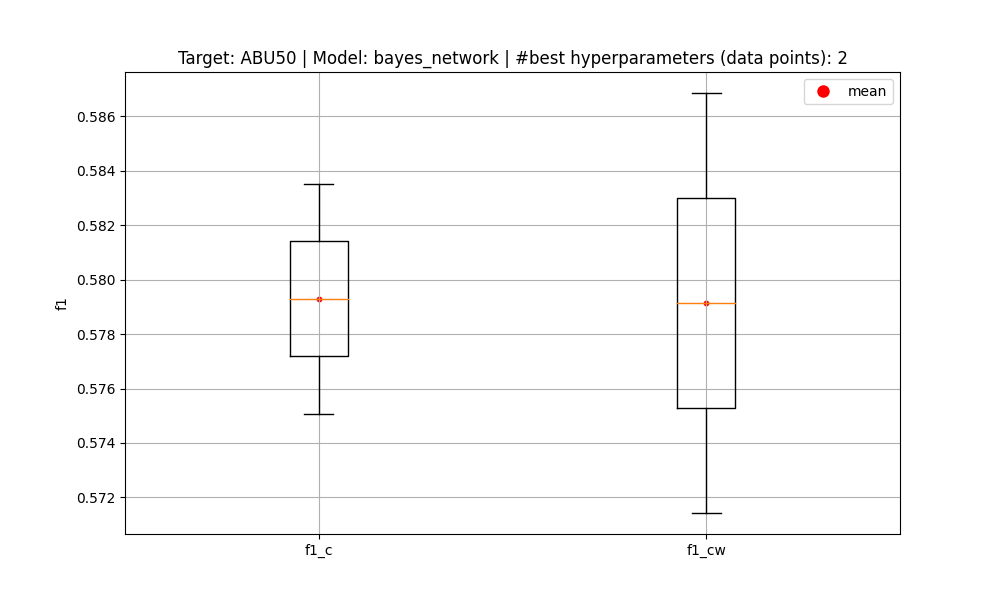 Target: ABU50 | Model: bayes_network | #best hyperparameters (data points): 2
mean
0.586
0.584
0.582
0.580
0.578
0.576
0.574
0.572
f1
f1_c
f1_cw